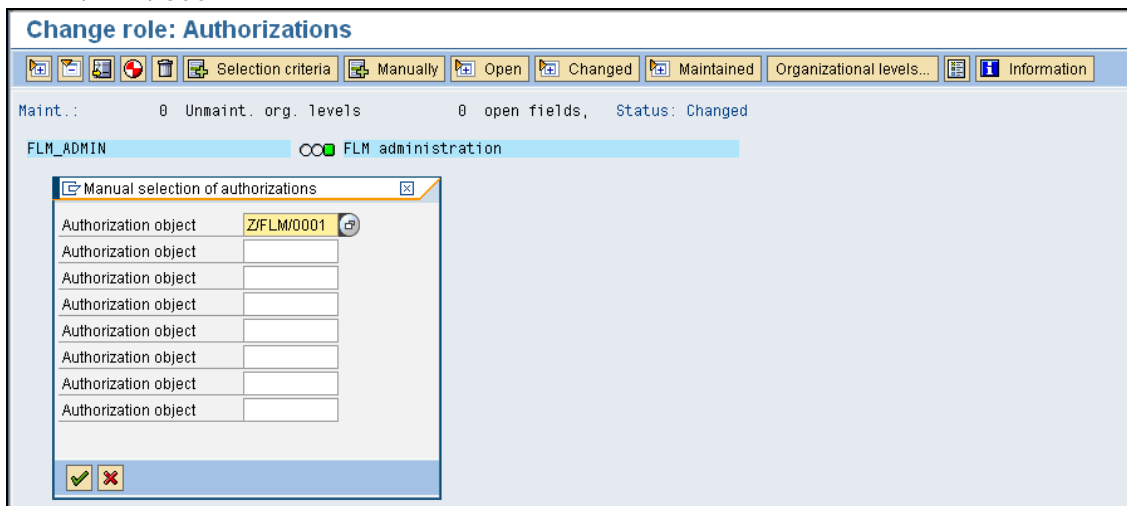 Change role: Authorizations
Selection criteria Manually Open Changed Maintained Organizational levels... Information
Maint.: 0 Unmaint. org. levels 0 open fields, Status: Changed
FLM_ADMIN FLM administration
Manual selection of authorizations
Authorization object Z/FLM/0001
Authorization object
Authorization object
Authorization object
Authorization object
Authorization object
Authorization object
Authorization object